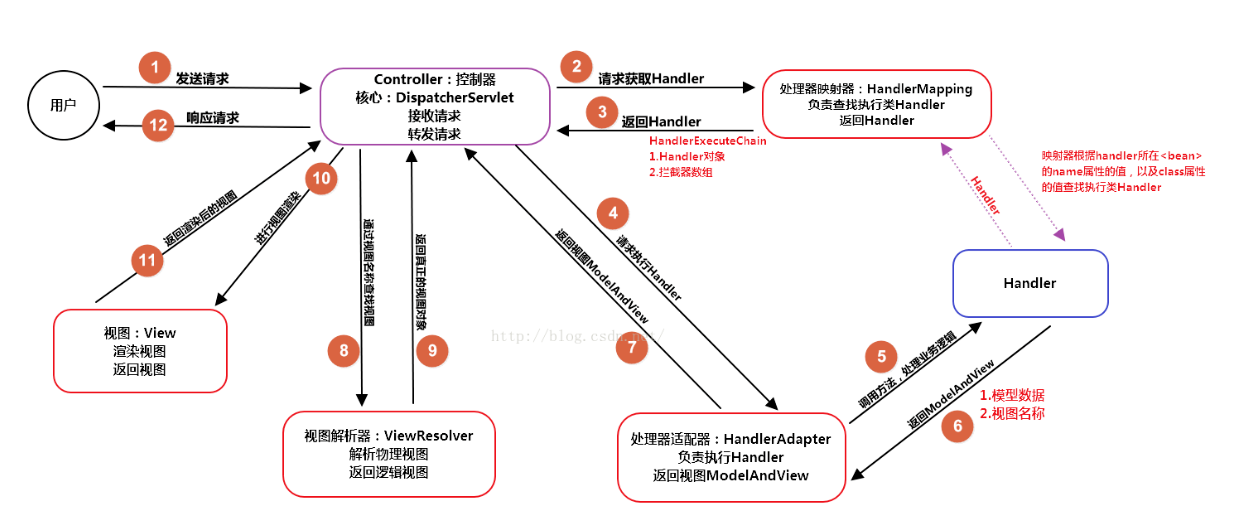 1
发送请求
用户
12
响应请求
Controller：控制器
核心：DispatcherServlet
接收请求
转发请求
2
请求获取Handler
3
返回Handler
HandlerExecuteChain
1.Handler对象
2.拦截器数组
处理器映射器：HandlerMapping
负责查找执行类Handler
返回Handler
Handler
映射器根据handler所在<bean>
的name属性的值，以及class属性
的值查找执行类Handler
Handler
4
请求执行Handler
5
调用方法，处理业务逻辑
6
返回ModelAndView
1.模型数据
2.视图名称
处理器适配器：HandlerAdapter
负责执行Handler
返回视图ModelAndView
7
返回视图ModelAndView
8
通过视图名称查找视图
9
返回真正的视图对象
视图解析器：ViewResolver
解析物理视图
返回逻辑视图
10
进行视图渲染
11
返回渲染后的视图
视图：View
渲染视图
返回视图
http://blog.csdn.net/